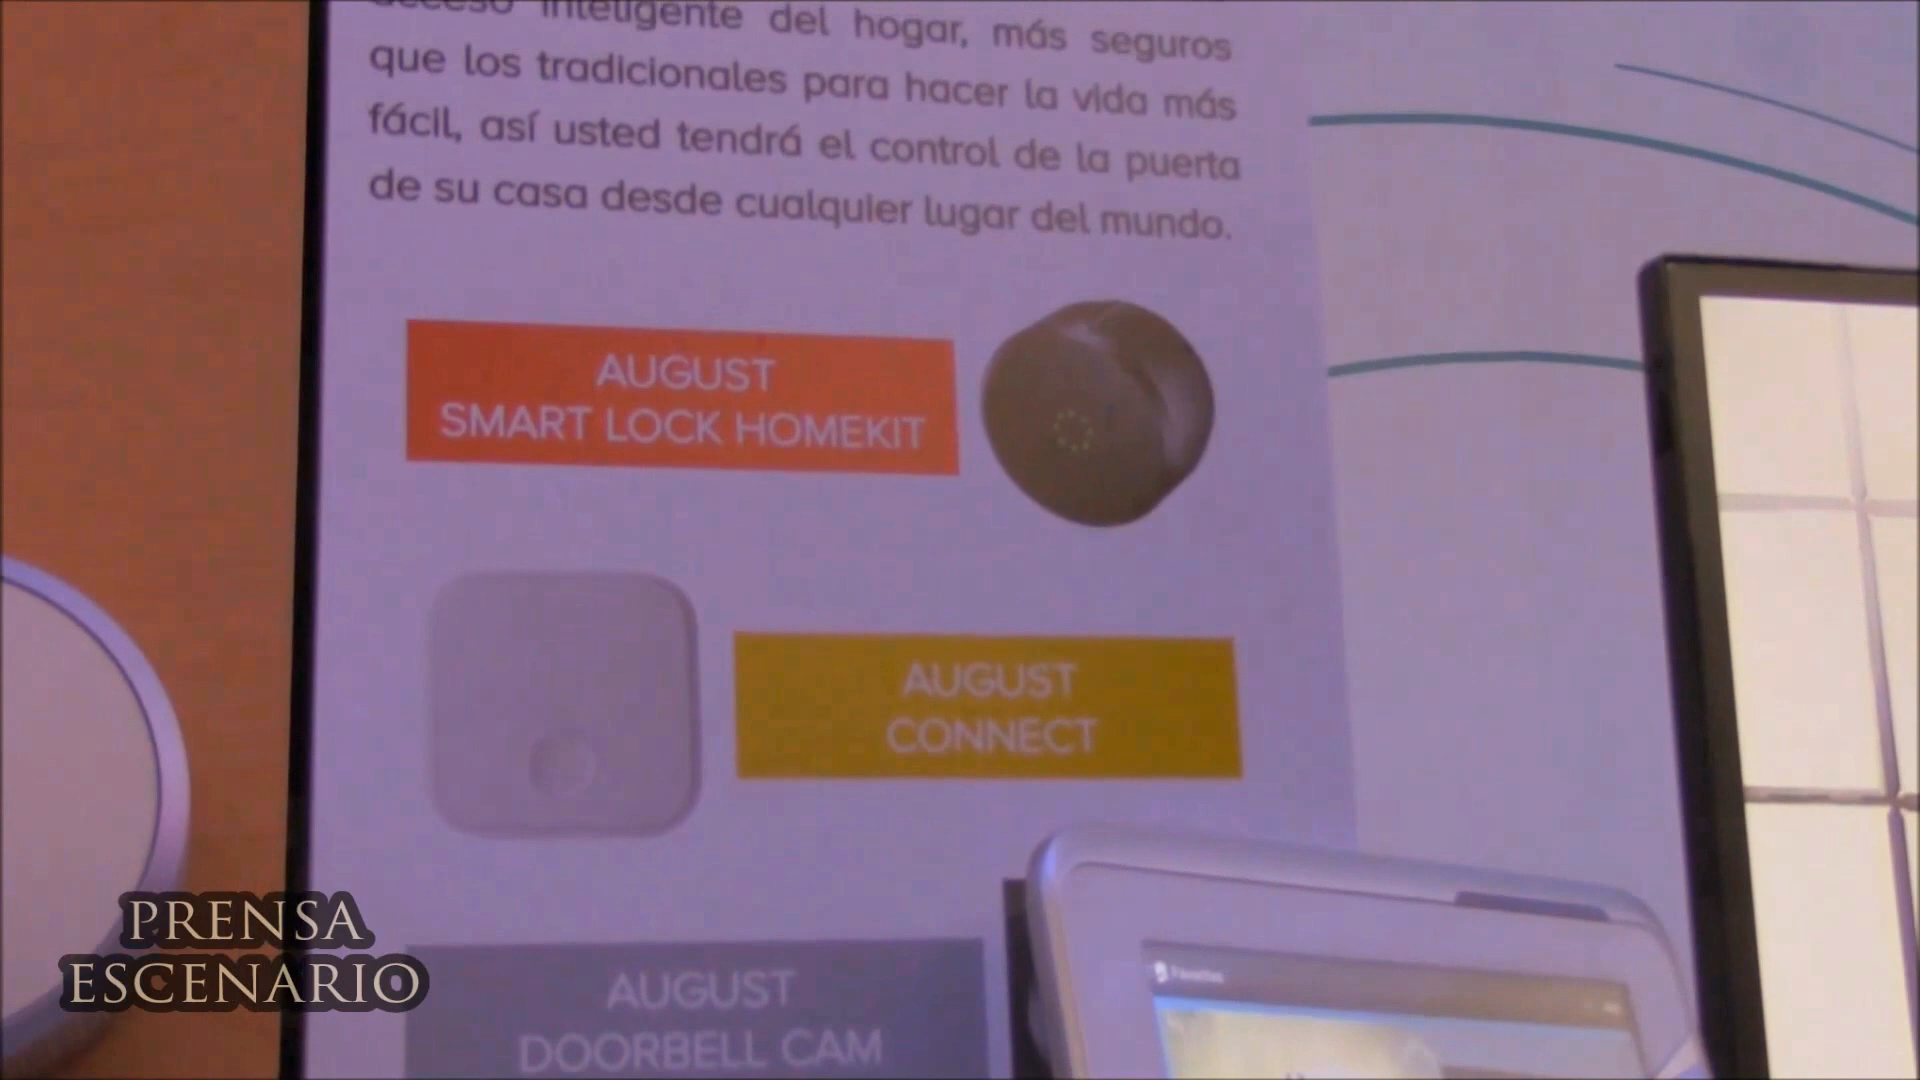 acceso inteligente del hogar, más seguros
que los tradicionales para hacer la vida más
fácil, así usted tendrá el control de la puerta
de su casa desde cualquier lugar del mundo.
AUGUST
SMART LOCK HOMEKIT
AUGUST
CONNECT
AUGUST
DOORBELL CAM
PRENSA
ESCENARIO